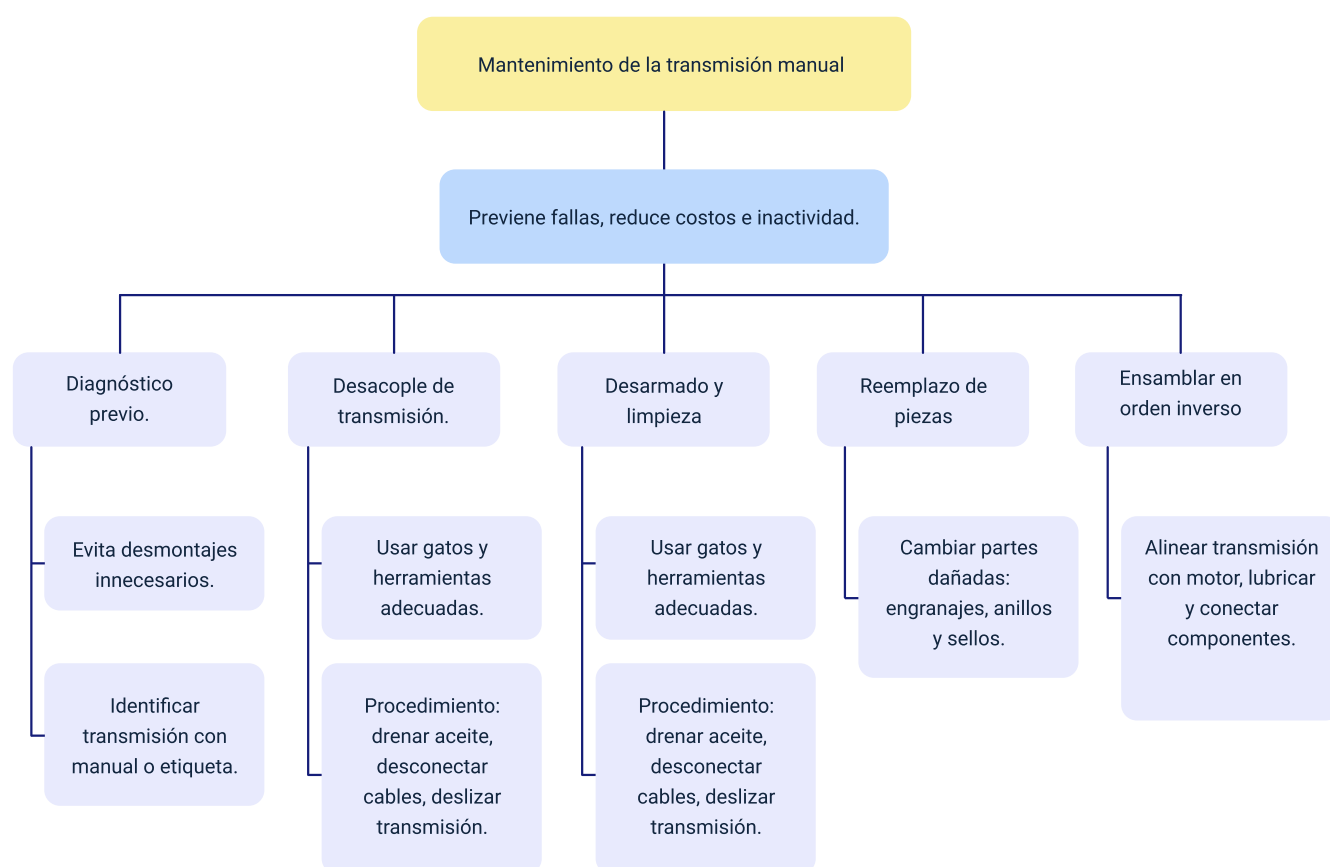 Mantenimiento de la transmisión manual
Previene fallas, reduce costos e inactividad.
Diagnóstico
previo.
Evita desmontajes
innecesarios.
Identificar
transmisión con
manual o etiqueta.
Desacople de
transmisión.
Usar gatos y
herramientas
adecuadas.
Procedimiento:
drenar aceite,
desconectar
cables, deslizar
transmisión.
Desarmado y
limpieza
Usar gatos y
herramientas
adecuadas.
Procedimiento:
drenar aceite,
desconectar
cables, deslizar
transmisión.
Reemplazo de
piezas
Cambiar partes
dañadas:
engranajes, anillos
y sellos.
Ensamblar en
orden inverso
Alinear transmisión
con motor, lubricar
y conectar
componentes.